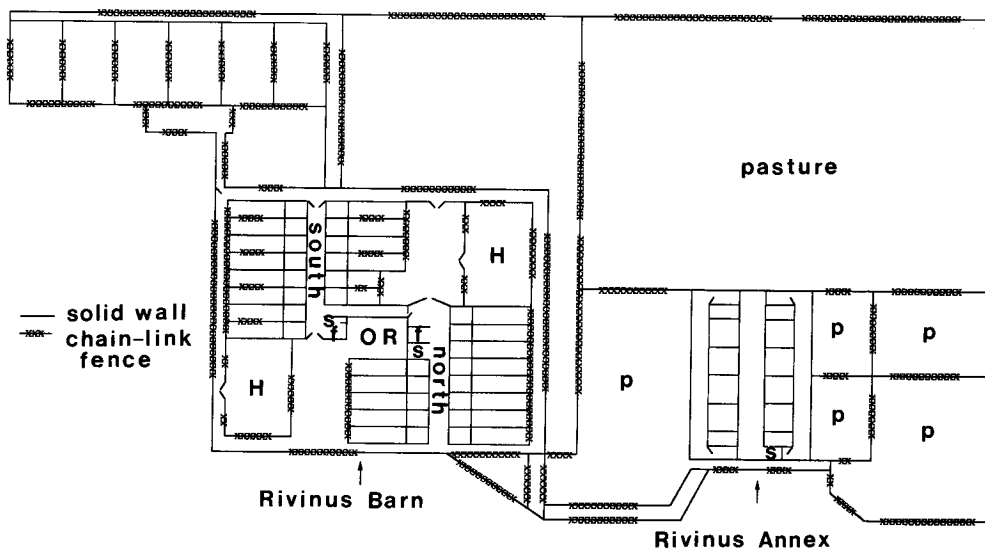 pasture
south
H
solid wall
chain-link
fence
s
f
OR
f
s
north
H
p
p
p
p
p
s
Rivinus Barn
Rivinus Annex